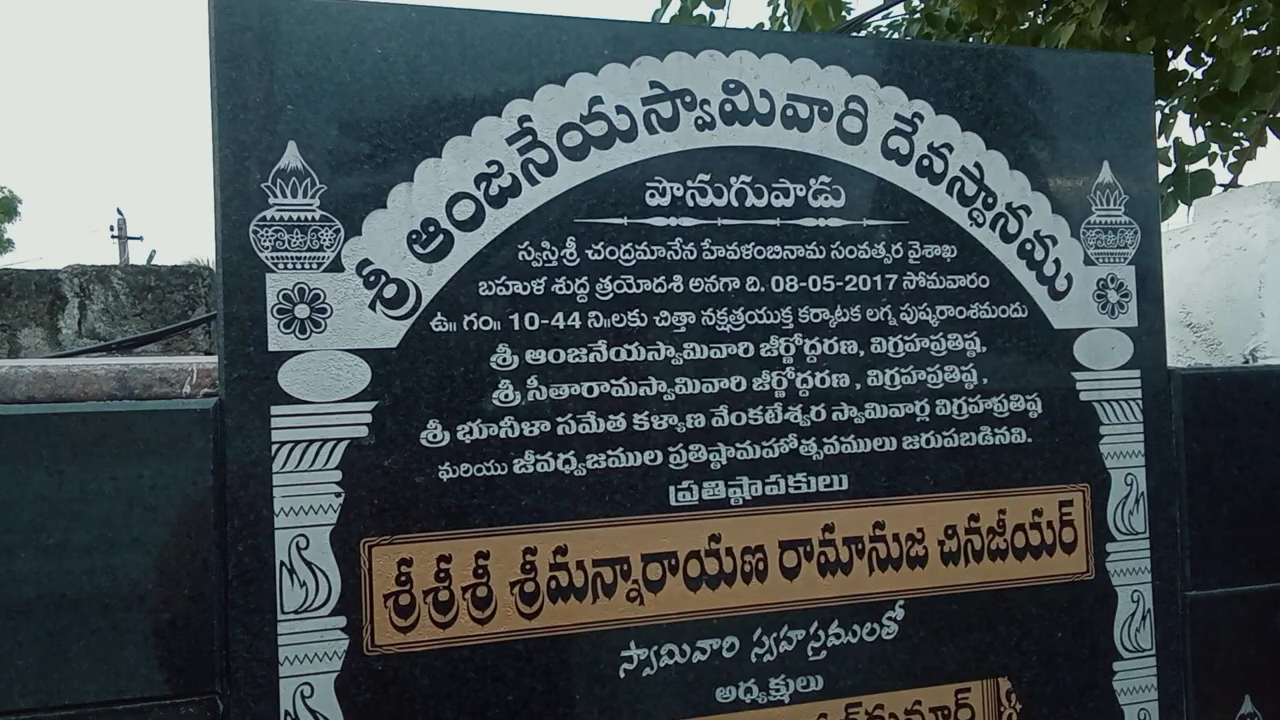 శ్రీ ఆంజనేయస్వామివారి దేవస్థానము
పొనుగుపాడు
స్వస్తిశ్రీ చంద్రమానేన హేవళంబినామ సంవత్సర వైశాఖ
బహుళ శుద్ద త్రయోదశి అనగా ది. 08-05-2017 సోమవారం
ఉ॥ గం॥ 10-44 ని॥లకు చిత్తా నక్షత్రయుక్త కర్కాటక లగ్న పుష్కరాంశమందు
శ్రీ ఆంజనేయస్వామివారి జీర్ణోద్దరణ, విగ్రహప్రతిష్ఠ,
శ్రీ సీతారామస్వామివారి జీర్ణోద్దరణ, విగ్రహప్రతిష్ఠ,
శ్రీ భూనీళా సమేత కళ్యాణ వేంకటేశ్వర స్వామివార్ల విగ్రహప్రతిష్ఠ
మరియు జీవధ్వజముల ప్రతిష్ఠామహోత్సవములు జరుపబడినవి.
ప్రతిష్ఠాపకులు
శ్రీశ్రీశ్రీ శ్రీమన్నారాయణ రామానుజ చినజీయర్
స్వామివారి స్వహస్తములతో
అధ్యక్షులు